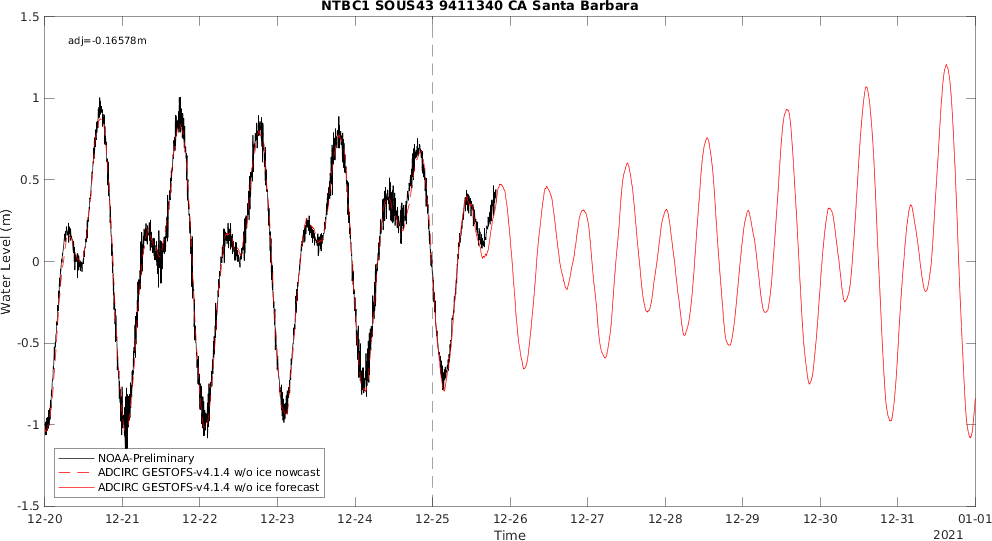 NTBC1 SOUS43 9411340 CA Santa Barbara
adj=-0.16578m
1.5
1
0.5
0
-0.5
-1
-1.5
Water Level (m)
NOAA-Preliminary
ADCIRC GESTOFS-v4.1.4 w/o ice nowcast
ADCIRC GESTOFS-v4.1.4 w/o ice forecast
12-20 12-21 12-22 12-23 12-24 12-25 12-26 12-27 12-28 12-29 12-30 12-31 01-01
Time
2021